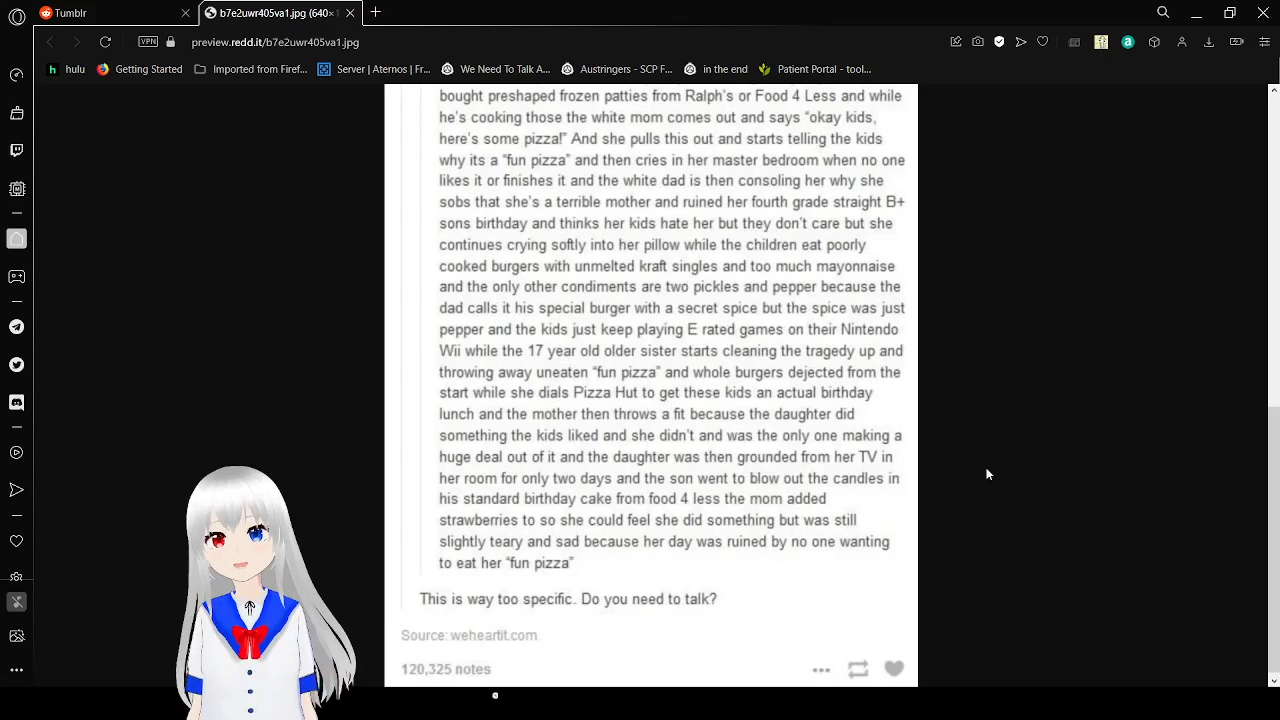 Tumblr
b7e2uwr405va1.jpg (640×1
VPN
preview.redd.it/b7e2uwr405va1.jpg
hulu
Getting Started
Imported from Firef...
Server | Aternos | Fr...
We Need To Talk A...
Austringers - SCP F...
in the end
Patient Portal - tool...
bought preshaped frozen patties from Ralph's or Food 4 Less and while
he's cooking those the white mom comes out and says "okay kids,
here's some pizza!" And she pulls this out and starts telling the kids
why its a "fun pizza" and then cries in her master bedroom when no one
likes it or finishes it and the white dad is then consoling her why she
sobs that she's a terrible mother and ruined her fourth grade straight B+
sons birthday and thinks her kids hate her but they don't care but she
continues crying softly into her pillow while the children eat poorly
cooked burgers with unmelted kraft singles and too much mayonnaise
and the only other condiments are two pickles and pepper because the
dad calls it his special burger with a secret spice but the spice was just
pepper and the kids just keep playing E rated games on their Nintendo
Wii while the 17 year old older sister starts cleaning the tragedy up and
throwing away uneaten "fun pizza" and whole burgers dejected from the
start while she dials Pizza Hut to get these kids an actual birthday
lunch and the mother then throws a fit because the daughter did
something the kids liked and she didn't and was the only one making a
huge deal out of it and the daughter was then grounded from her TV in
her room for only two days and the son went to blow out the candles in
his standard birthday cake from food 4 less the mom added
strawberries to so she could feel she did something but was still
slightly teary and sad because her day was ruined by no one wanting
to eat her "fun pizza"
This is way too specific. Do you need to talk?
Source: weheartit.com
120,325 notes